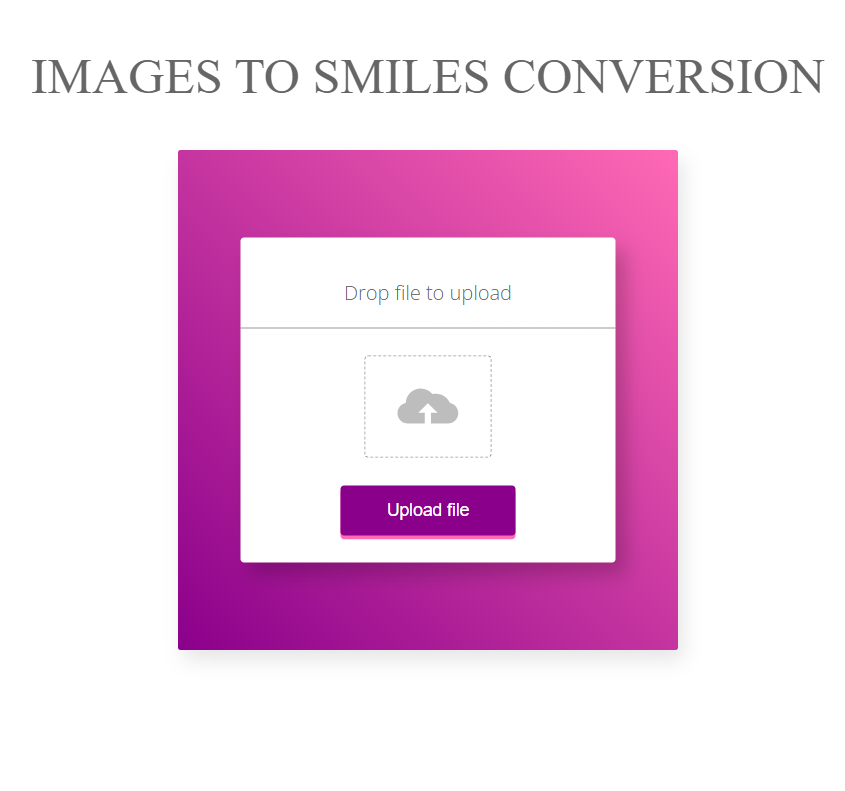 IMAGES TO SMILES CONVERSION
Drop file to upload
Upload file